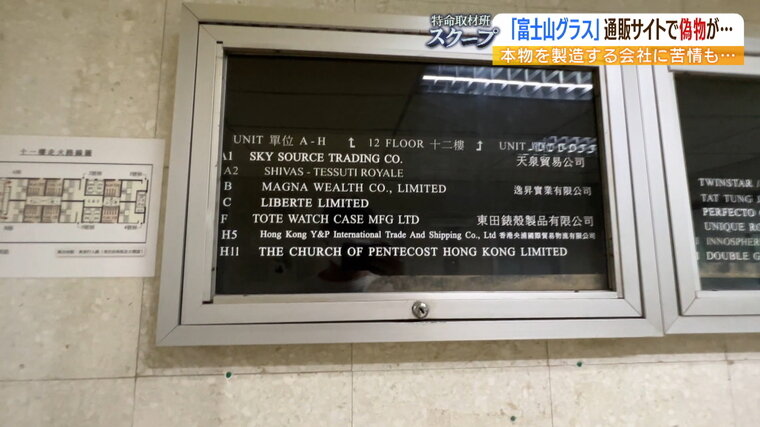 特命取材班
スクープ
「富士山グラス」通販サイトで偽物が…
本物を製造する会社に苦情も…
十一樓走火路線圖
UNIT 單位 A - H 12 FLOOR 十二樓 UNIT
A1 SKY SOURCE TRADING CO. 天泉貿易公司
A2 SHIVAS - TESSUTI ROYALE
B MAGNA WEALTH CO., LIMITED 逸昇實業有限公司
C LIBERTE LIMITED
F TOTE WATCH CASE MFG LTD 東田錶殼製品有限公司
H5 Hong Kong Y&P International Trade And Shipping Co., Ltd 香港央浦國際貿易物流有限公司
H11 THE CHURCH OF PENTECOST HONG KONG LIMITED
TWINSTAR
TAT TUNG
PERFECTO
UNIQUE
INNOSPHER
DOUBLE